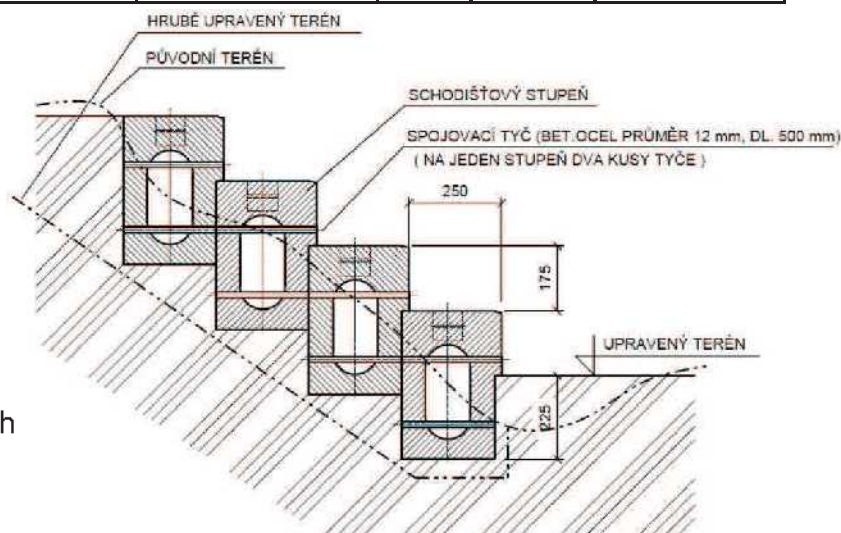 HRUBĚ UPRAVENÝ TERÉN
PŮVODNÍ TERÉN
SCHODIŠŤOVÝ STUPEŇ
SPOJOVACÍ TYČ (BET.OCEL PRŮMĚR 12 mm, DL. 500 mm)
( NA JEDEN STUPEŇ DVA KUSY TYČE )
250
175
UPRAVENÝ TERÉN
225
h